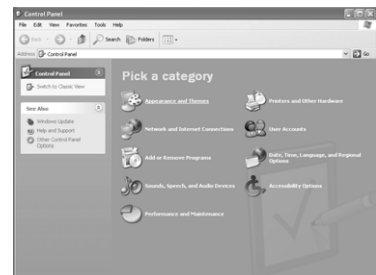 Control Panel
File Edit View Favorites Tools Help
Back Search Folders
Address Control Panel Go
Control Panel
Switch to Classic View
See Also
Windows Update
Help and Support
Other Control Panel
Options
Pick a category
Appearance and Themes
Printers and Other Hardware
Network and Internet Connections
User Accounts
Add or Remove Programs
Date, Time, Language, and Regional
Options
Sounds, Speech, and Audio Devices
Accessibility Options
Performance and Maintenance